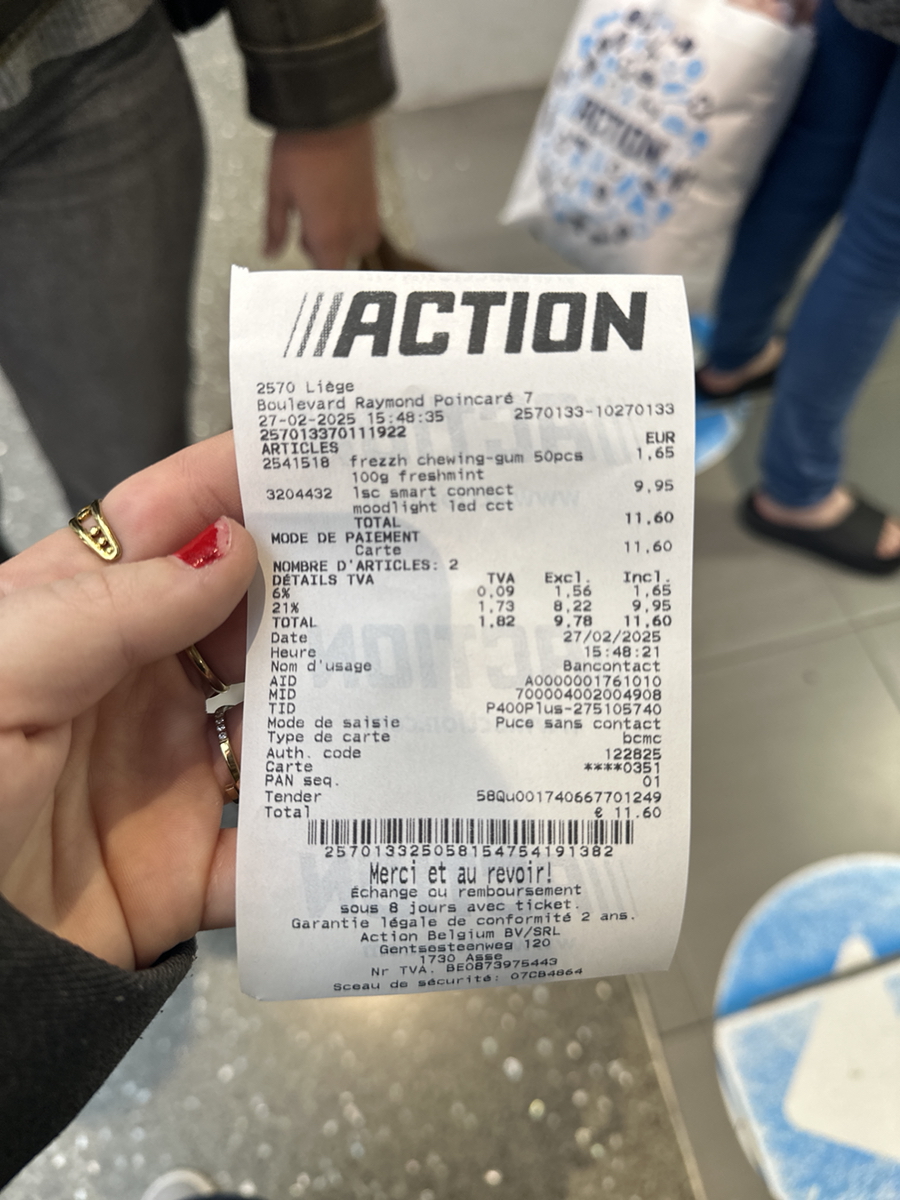 ACTION
ACTION
2570 Liège
Boulevard Raymond Poincaré 7
27-02-2025 15:48:35 2570133-10270133
257013370111922
ARTICLES EUR
2541518 frezzh chewing-gum 50pcs 1,65
100g freshmint
3204432 lsc smart connect 9,95
moodlight led cct
TOTAL 11.60
MODE DE PAIEMENT
Carte 11.60
NOMBRE D'ARTICLES: 2
DÉTAILS TVA TVA Excl. Incl.
6% 0,09 1,56 1,65
21% 1,73 8,22 9,95
TOTAL 1,82 9,78 11,60
Date 27/02/2025
Heure 15:48:21
Nom d'usage Bancontact
AID A0000001761010
MID 700004002004908
TID P400Plus-275105740
Mode de saisie Puce sans contact
Type de carte bcmc
Auth. code 122825
Carte ****0351
PAN seq. 01
Tender 58Qu001740667701249
Total € 11.60
2570133250581547541913​82
Merci et au revoir!
Échange ou remboursement
sous 8 jours avec ticket.
Garantie légale de conformité 2 ans.
Action Belgium BV/SRL
Gentsesteenweg 120
1730 Asse
Nr TVA. BE0873975443
Sceau de sécurité: 07CB4864